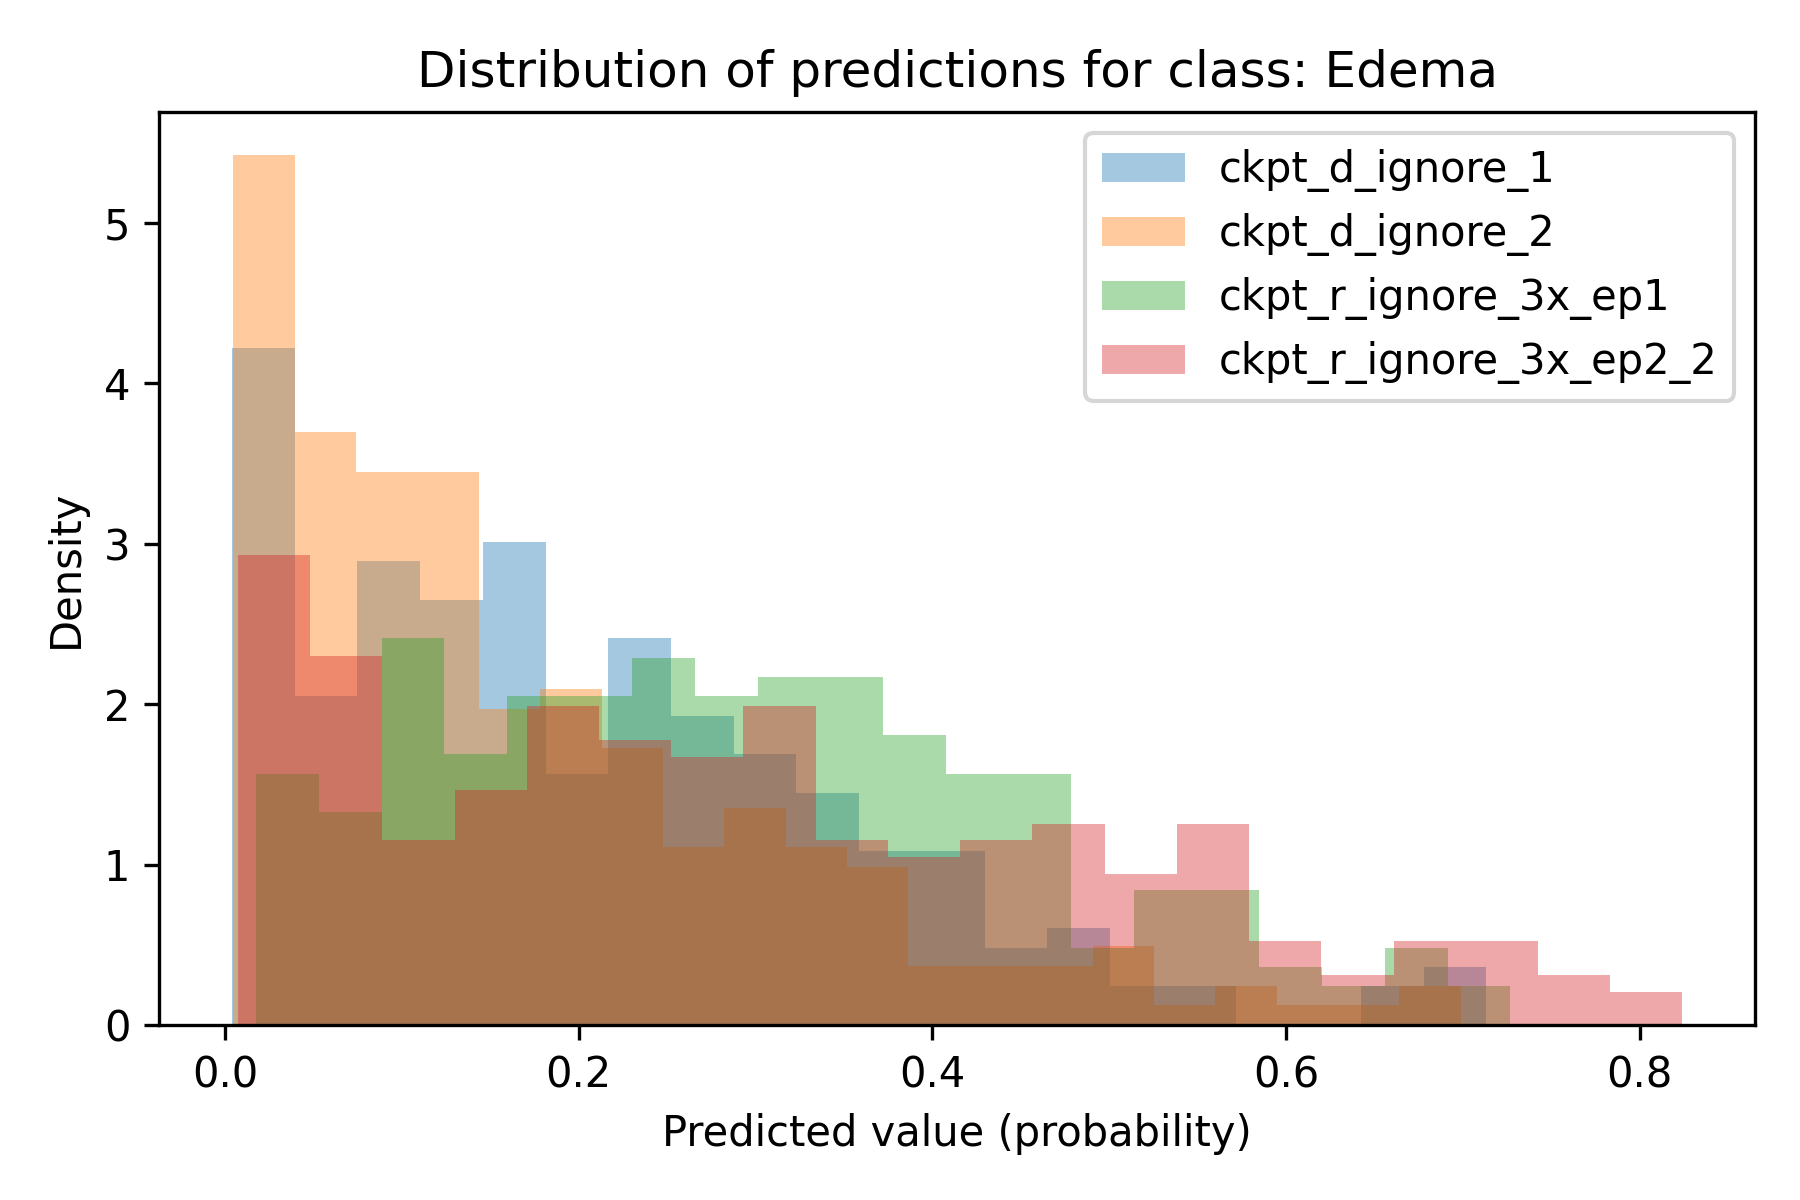 Distribution of predictions for class: Edema
ckpt_d_ignore_1
ckpt_d_ignore_2
ckpt_r_ignore_3x_ep1
ckpt_r_ignore_3x_ep2_2
Density
5
4
3
2
1
0
0.0 0.2 0.4 0.6 0.8
Predicted value (probability)